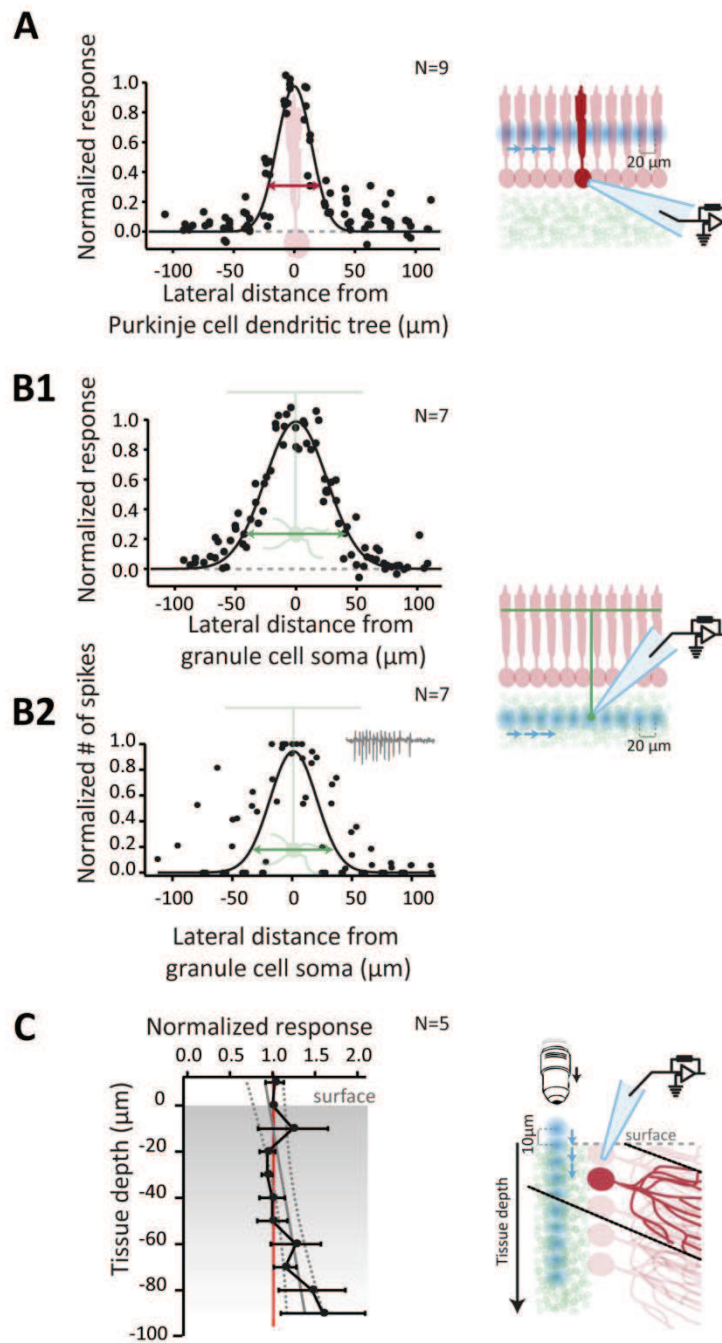 A
N=9
Normalized response
1.0
0.8
0.6
0.4
0.2
0.0
-100 -50 0 50 100
Lateral distance from
Purkinje cell dendritic tree (µm)
20 µm
B1
N=7
Normalized response
1.0
0.8
0.6
0.4
0.2
0.0
-100 -50 0 50 100
Lateral distance from
granule cell soma (µm)
B2
N=7
Normalized # of spikes
1.0
0.8
0.6
0.4
0.2
0.0
-100 -50 0 50 100
Lateral distance from
granule cell soma (µm)
20 µm
C
Normalized response
N=5
0.0 0.5 1.0 1.5 2.0
surface
Tissue depth (µm)
0
-20
-40
-60
-80
-100
10µm
surface
Tissue depth